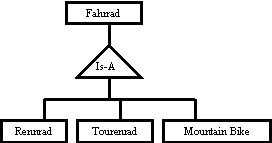 Fahrrad
Is-A
Rennrad
Tourenrad
Mountain Bike